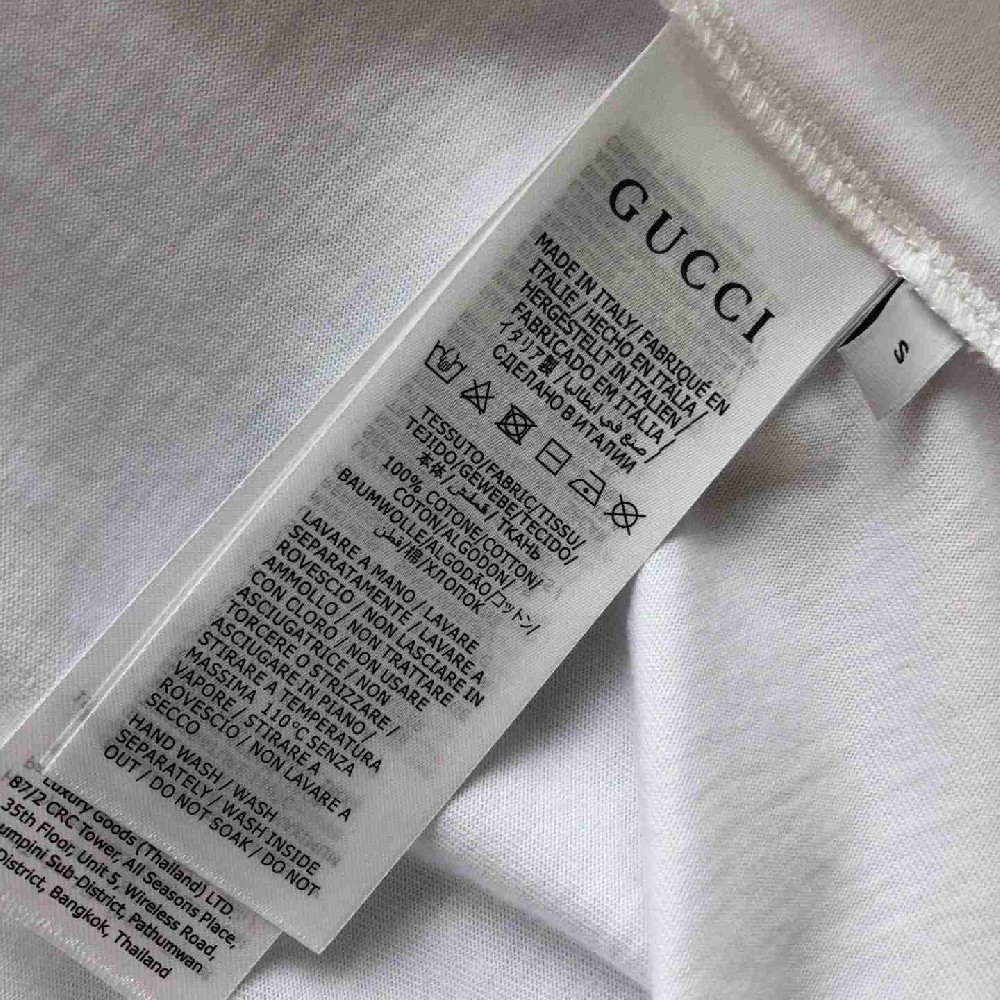 GUCCI
MADE IN ITALY/ FABRIQUÉ EN
ITALIE / HECHO EN ITALIA /
HERGESTELLT IN ITALIEN /
FABRICADO EM ITÁLIA /
イタリア製 / صنع في ايطاليا /
СДЕЛАНО В ИТАЛИИ
TESSUTO/FABRIC/TISSU/
TEJIDO/GEWEBE/TECIDO/
本体/قماش/ТКАНЬ
100% COTONE/COTTON/
COTON/ALGODON/
BAUMWOLLE/ALGODÃO/コットン/
قطن/棉/ХЛОПОК
LAVARE A MANO / LAVARE
SEPARATAMENTE / LAVARE A
ROVESCIO / NON LASCIARE IN
AMMOLLO / NON TRATTARE
CON CLORO / NON USARE
ASCIUGATRICE / NON
TORCERE O STRIZZARE /
ASCIUGARE IN PIANO /
STIRARE A TEMPERATURA
MASSIMA 110°C SENZA
VAPORE / STIRARE A
ROVESCIO / NON LAVARE A
SECCO
HAND WASH / WASH
SEPARATELY / WASH INSIDE
OUT / DO NOT SOAK / DO NOT
S
Luxury Goods (Thailand) LTD.
87/2 CRC Tower, All Seasons Place,
35th Floor, Unit 5, Wireless Road,
umpini Sub-District, Pathumwan
District, Bangkok, Thailand